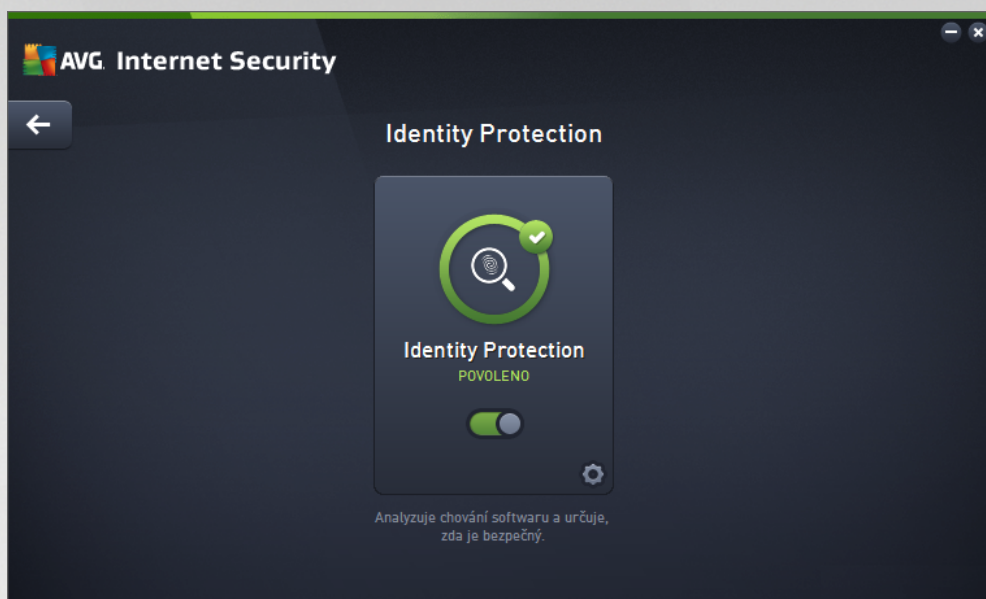 AVG. Internet Security
Identity Protection
Identity Protection
POVOLENO
Analyzuje chování softwaru a určuje,
zda je bezpečný.